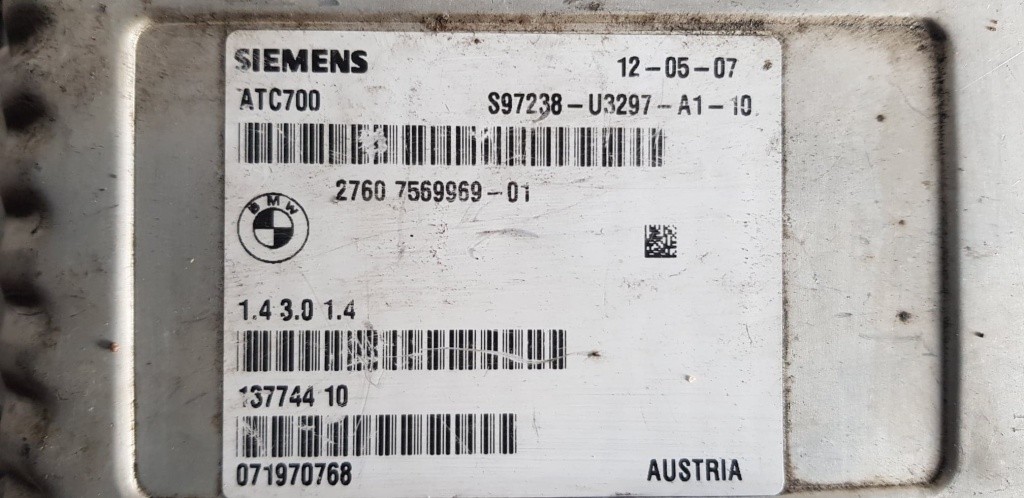 SIEMENS 12-05-07
ATC700 S97238-U3297-A1-10
2760 7569969-01
BMW
1.4 3.0 1.4
137744 10
071970768 AUSTRIA